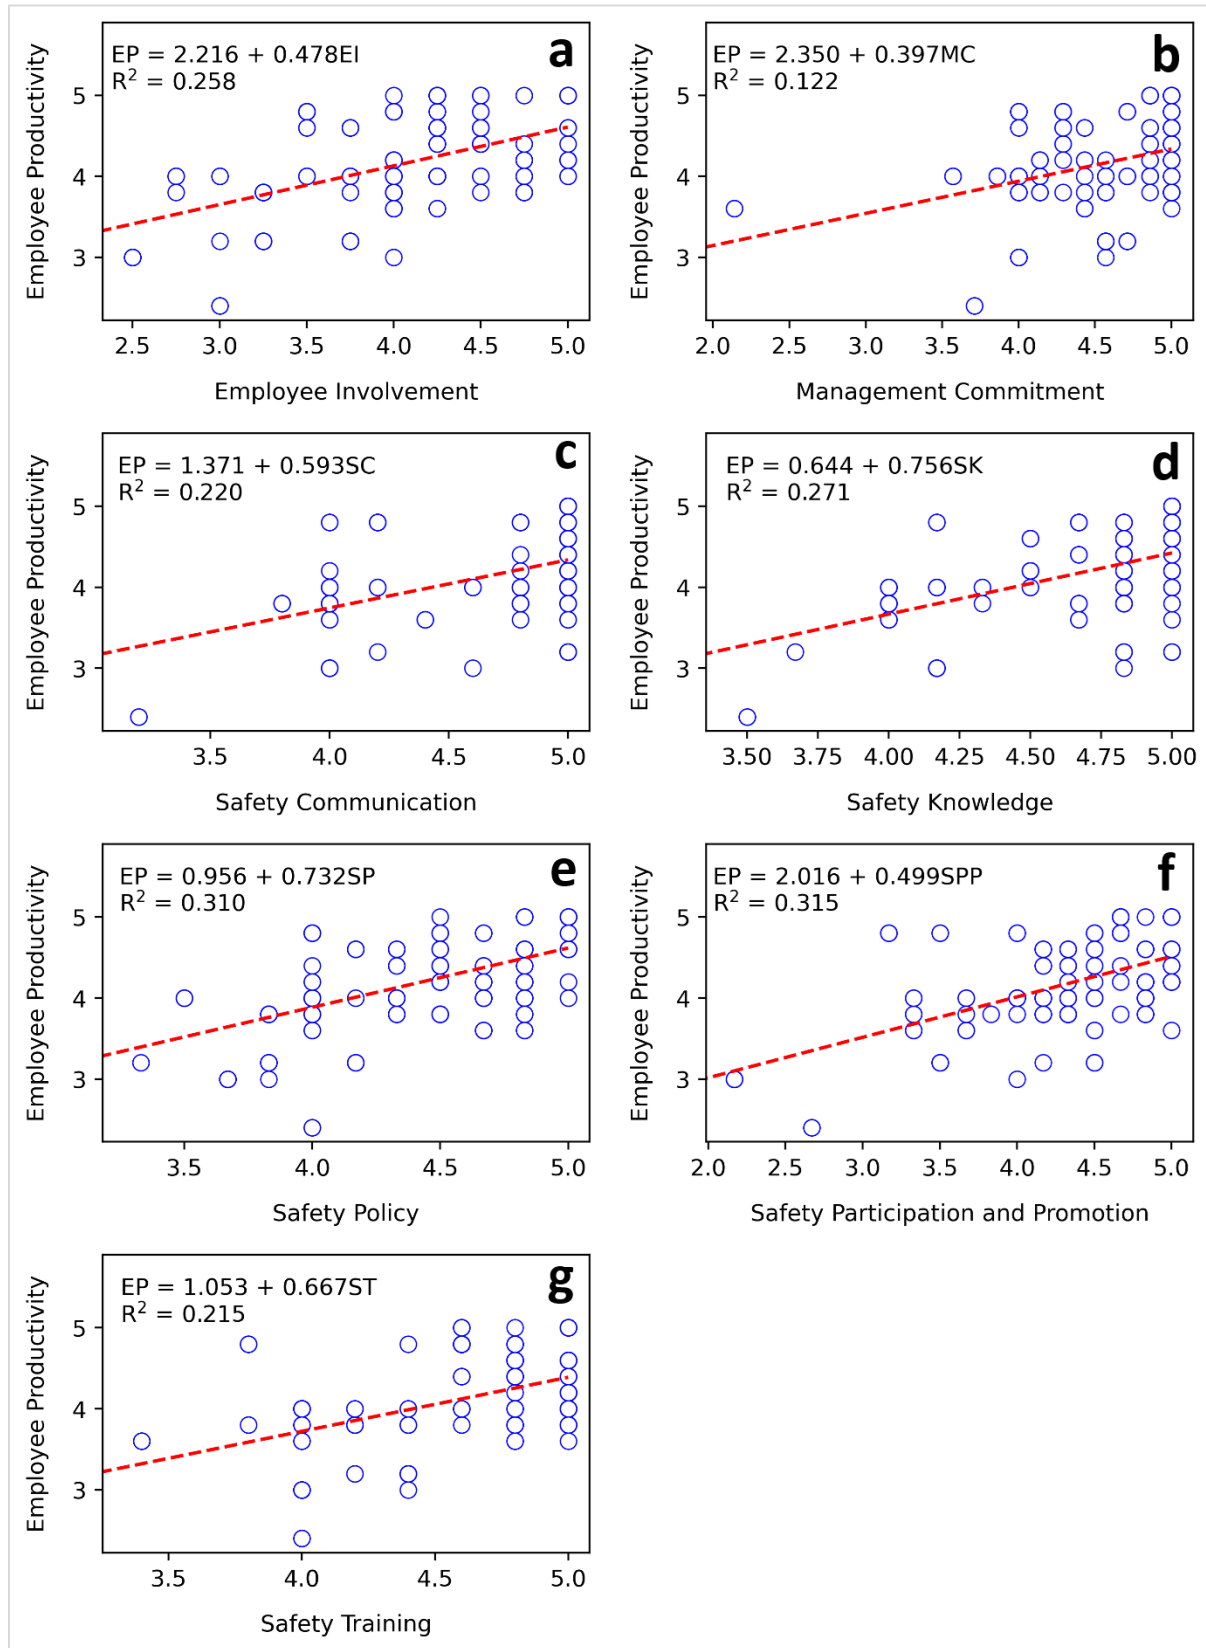 EP = 2.216 + 0.478EI
R² = 0.258
a
Employee Productivity
5
4
3
2.5 3.0 3.5 4.0 4.5 5.0
Employee Involvement
EP = 2.350 + 0.397MC
R² = 0.122
b
Employee Productivity
5
4
3
2.0 2.5 3.0 3.5 4.0 4.5 5.0
Management Commitment
EP = 1.371 + 0.593SC
R² = 0.220
c
Employee Productivity
5
4
3
3.5 4.0 4.5 5.0
Safety Communication
EP = 0.644 + 0.756SK
R² = 0.271
d
Employee Productivity
5
4
3
3.50 3.75 4.00 4.25 4.50 4.75 5.00
Safety Knowledge
EP = 0.956 + 0.732SP
R² = 0.310
e
Employee Productivity
5
4
3
3.5 4.0 4.5 5.0
Safety Policy
EP = 2.016 + 0.499SPP
R² = 0.315
f
Employee Productivity
5
4
3
2.0 2.5 3.0 3.5 4.0 4.5 5.0
Safety Participation and Promotion
EP = 1.053 + 0.667ST
R² = 0.215
g
Employee Productivity
5
4
3
3.5 4.0 4.5 5.0
Safety Training